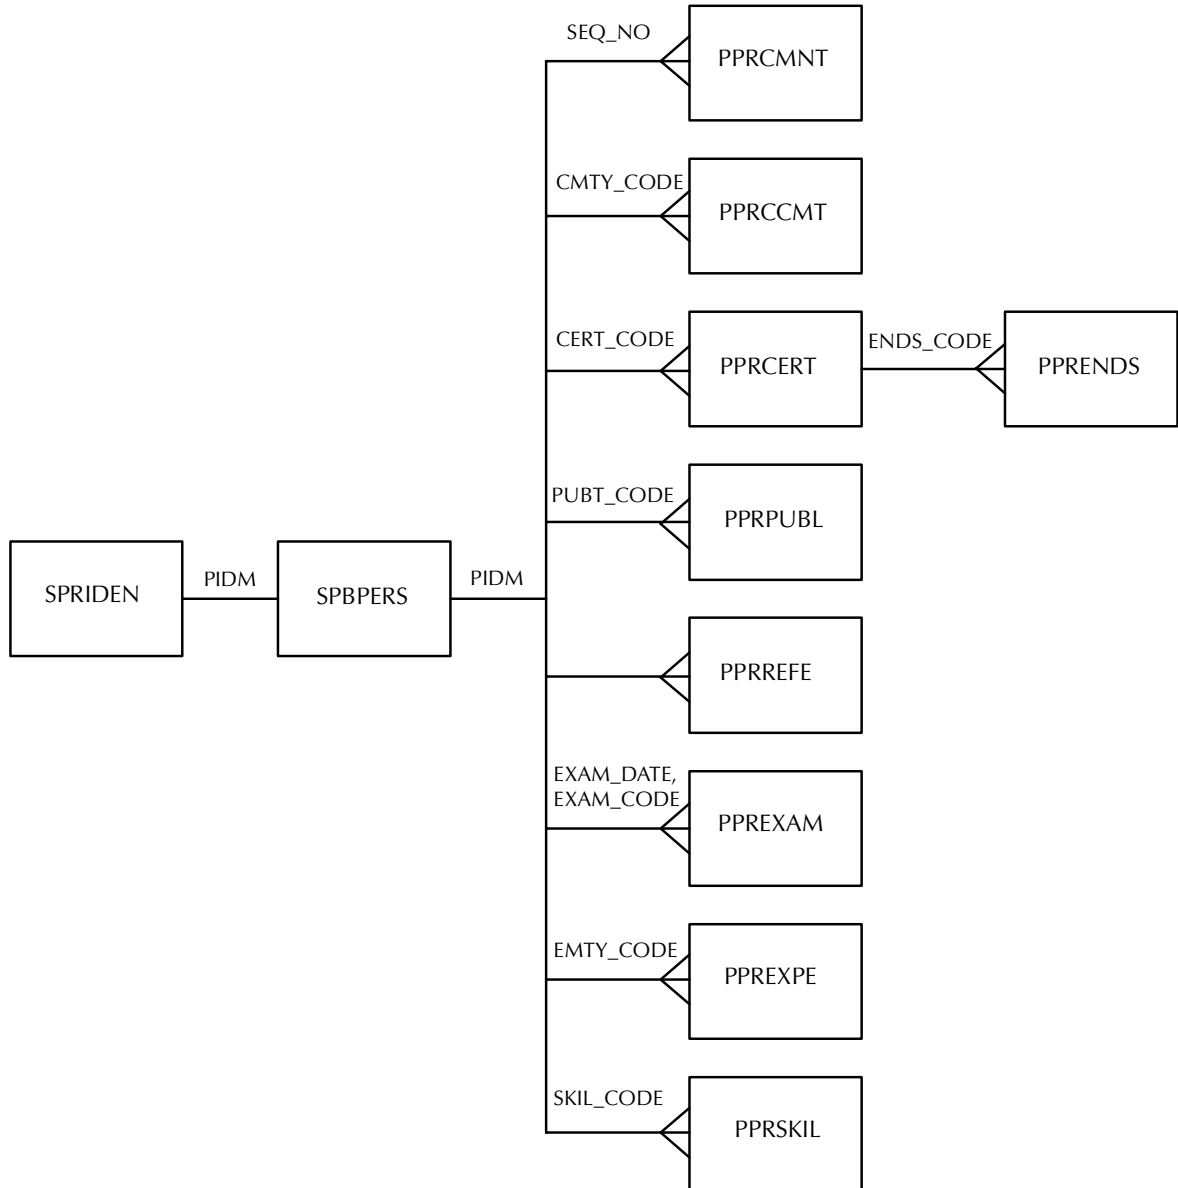 SEQ_NO
PPRCMNT
CMTY_CODE
PPRCCMT
CERT_CODE
PPRCERT
ENDS_CODE
PPRENDS
PUBT_CODE
PPRPUBL
SPRIDEN
PIDM
SPBPERS
PIDM
PPRREFE
EXAM_DATE,
EXAM_CODE
PPREXAM
EMTY_CODE
PPREXPE
SKIL_CODE
PPRSKIL